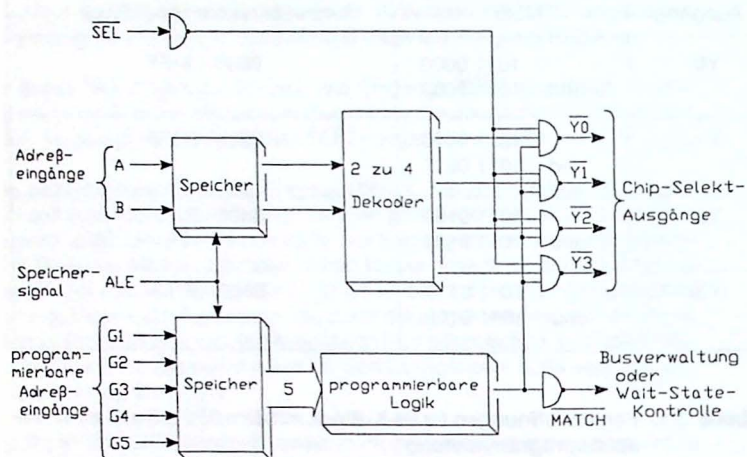 SEL
Y0
Adreß-
eingänge
A
B
Speicher
2 zu 4
Dekoder
Y1
Y2
Y3
Chip-Selekt-
Ausgänge
Speicher-
signal
ALE
program-
mierbare
Adreß-
eingänge
G1
G2
G3
G4
G5
Speicher
5
programmierbare
Logik
MATCH
Busverwaltung
oder
Wait-State-
Kontrolle